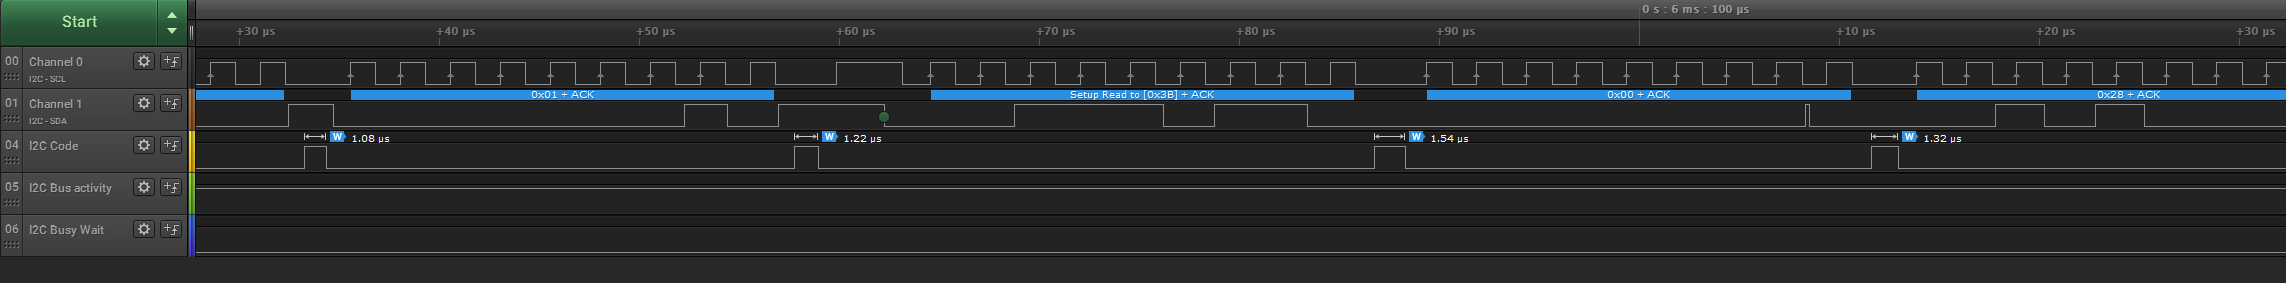 Start
0 s : 6 ms : 100 µs
+30 µs +40 µs +50 µs +60 µs +70 µs +80 µs +90 µs +10 µs +20 µs +30 µs
00 Channel 0
I2C - SCL
0x01 + ACK Setup Read to [0x3B] + ACK 0x00 + ACK 0x28 + ACK
01 Channel 1
I2C - SDA
W 1.08 µs W 1.22 µs W 1.54 µs W 1.32 µs
04 I2C Code
05 I2C Bus activity
06 I2C Busy Wait